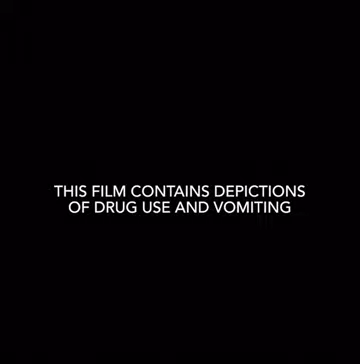 THIS FILM CONTAINS DEPICTIONS
OF DRUG USE AND VOMITING